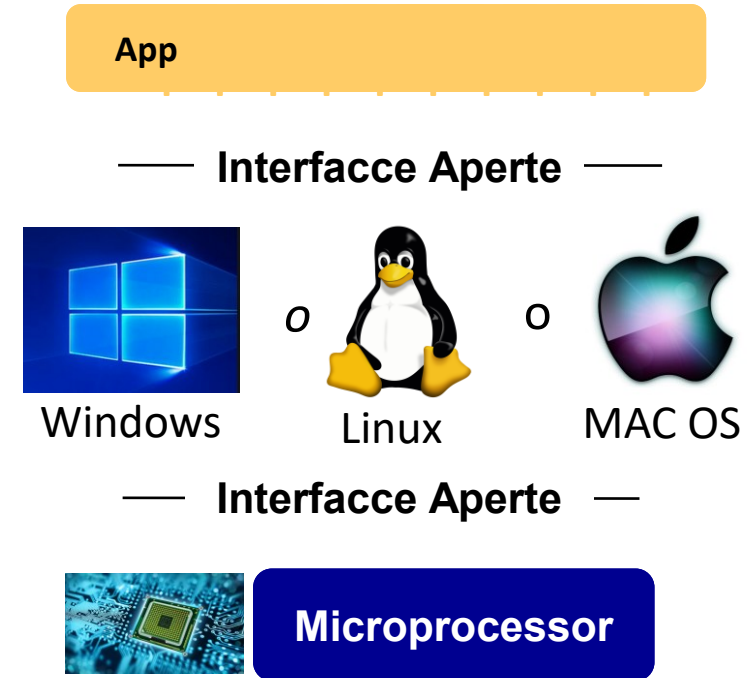 App
Interfacce Aperte
o
o
Windows
Linux
MAC OS
Interfacce Aperte
Microprocessor